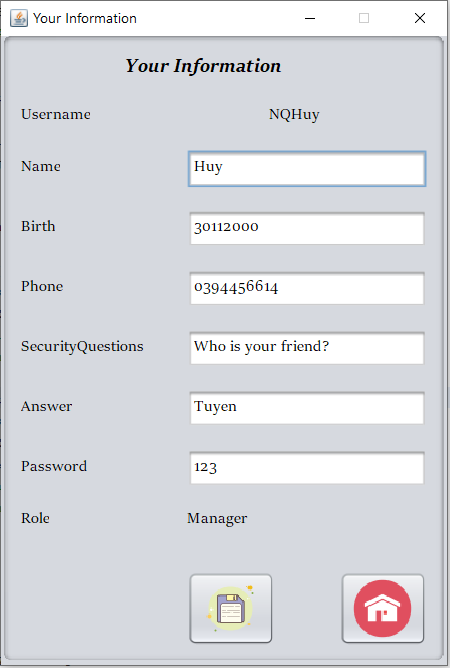 Your Information
Your Information
Username NQHuy
Name Huy
Birth 30112000
Phone 0394456614
SecurityQuestions Who is your friend?
Answer Tuyen
Password 123
Role Manager